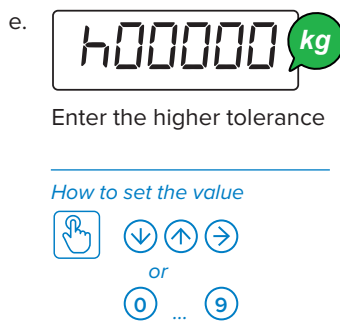 e.
h00000 kg
Enter the higher tolerance
How to set the value
or
0 ... 9